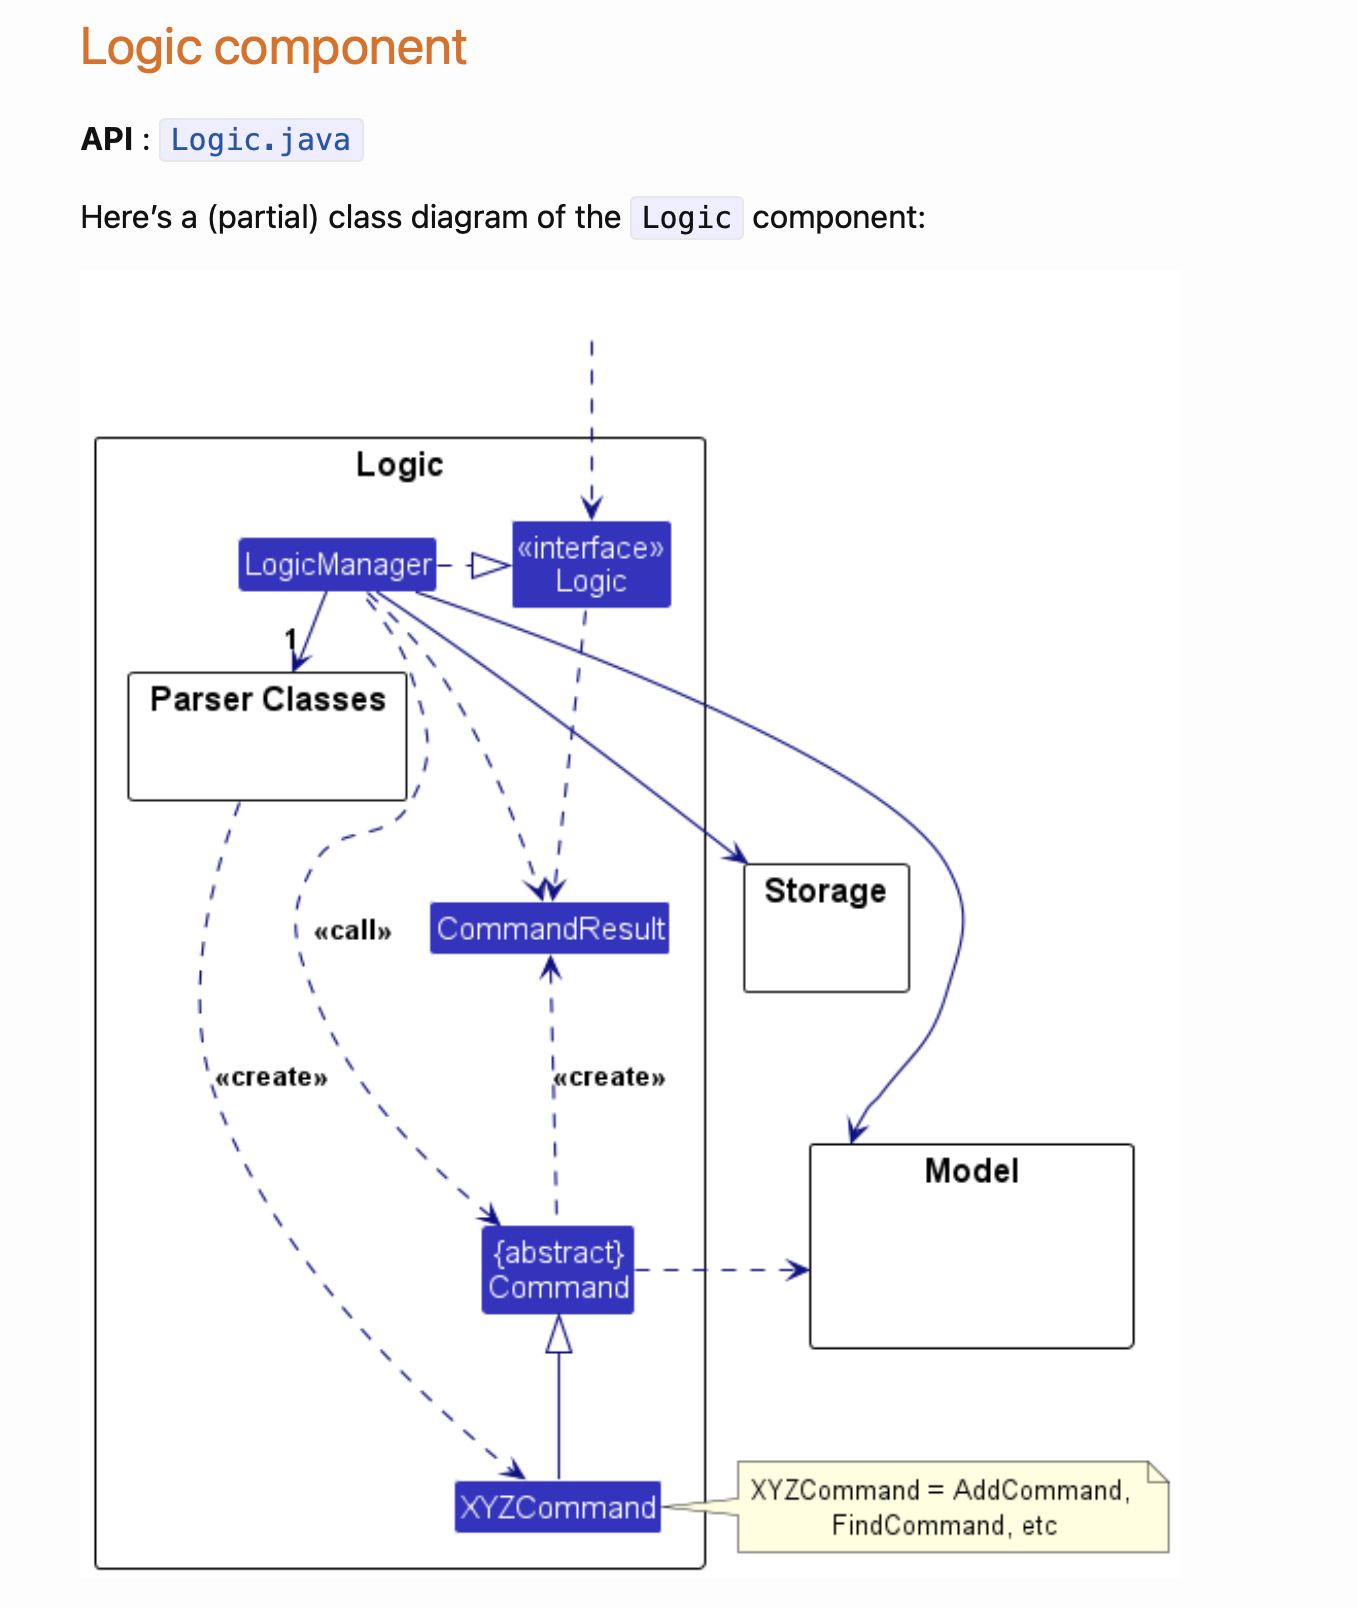 Logic component
API : Logic.java
Here’s a (partial) class diagram of the Logic component:
Logic
LogicManager
«interface»
Logic
1
Parser Classes
Storage
«call»
CommandResult
«create»
«create»
Model
{abstract}
Command
XYZCommand
XYZCommand = AddCommand,
FindCommand, etc